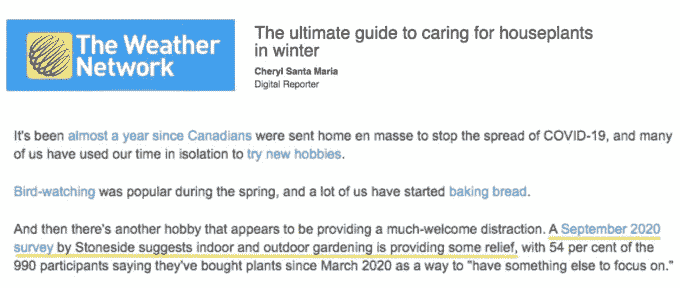 The Weather
Network
The ultimate guide to caring for houseplants
in winter
Cheryl Santa Maria
Digital Reporter
It's been almost a year since Canadians were sent home en masse to stop the spread of COVID-19, and many
of us have used our time in isolation to try new hobbies.
Bird-watching was popular during the spring, and a lot of us have started baking bread.
And then there's another hobby that appears to be providing a much-welcome distraction. A September 2020
survey by Stoneside suggests indoor and outdoor gardening is providing some relief, with 54 per cent of the
990 participants saying they've bought plants since March 2020 as a way to "have something else to focus on."